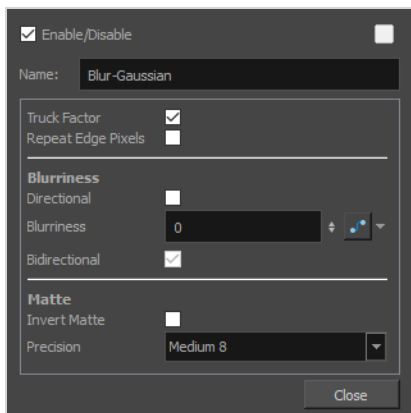 Enable/Disable
Name: Blur-Gaussian
Truck Factor
Repeat Edge Pixels
Blurriness
Directional
Blurriness 0
Bidirectional
Matte
Invert Matte
Precision Medium 8
Close